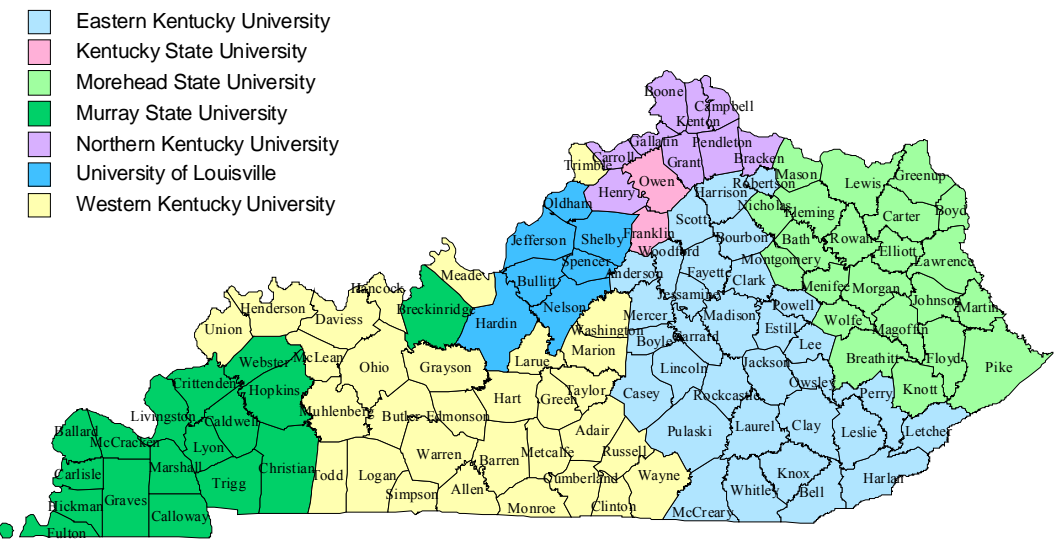 Eastern Kentucky University
Kentucky State University
Morehead State University
Murray State University
Northern Kentucky University
University of Louisville
Western Kentucky University
Boone
Campbell
Kenton
Gallatin
Pendleton
Carroll
Grant
Bracken
Trimble
Owen
Mason
Henry
Harrison
Robertson
Lewis
Greenup
Oldham
Nicholas
Fleming
Scott
Carter
Boyd
Jefferson
Shelby
Franklin
Bourbon
Bath
Rowan
Woodford
Elliott
Spencer
Montgomery
Lawrence
Meade
Bullitt
Anderson
Fayette
Clark
Menifee
Morgan
Hancock
Jessamine
Johnson
Martin
Henderson
Breckinridge
Nelson
Powell
Daviess
Hardin
Mercer
Madison
Wolfe
Union
Washington
Estill
Magoffin
Boyle
Garrard
Lee
Marion
McLean
Larue
Breathitt
Floyd
Webster
Ohio
Grayson
Lincoln
Jackson
Pike
Crittenden
Hopkins
Owsley
Taylor
Casey
Rockcastle
Perry
Knott
Hart
Green
Livingston
Caldwell
Muhlenberg
Butler
Edmonson
Laurel
Clay
Ballard
McCracken
Adair
Pulaski
Leslie
Letcher
Lyon
Warren
Barren
Metcalfe
Russell
Marshall
Christian
Carlisle
Todd
Logan
Wayne
Knox
Harlan
Trigg
Cumberland
Graves
Simpson
Allen
Whitley
Bell
Hickman
Calloway
Monroe
Clinton
McCreary
Fulton